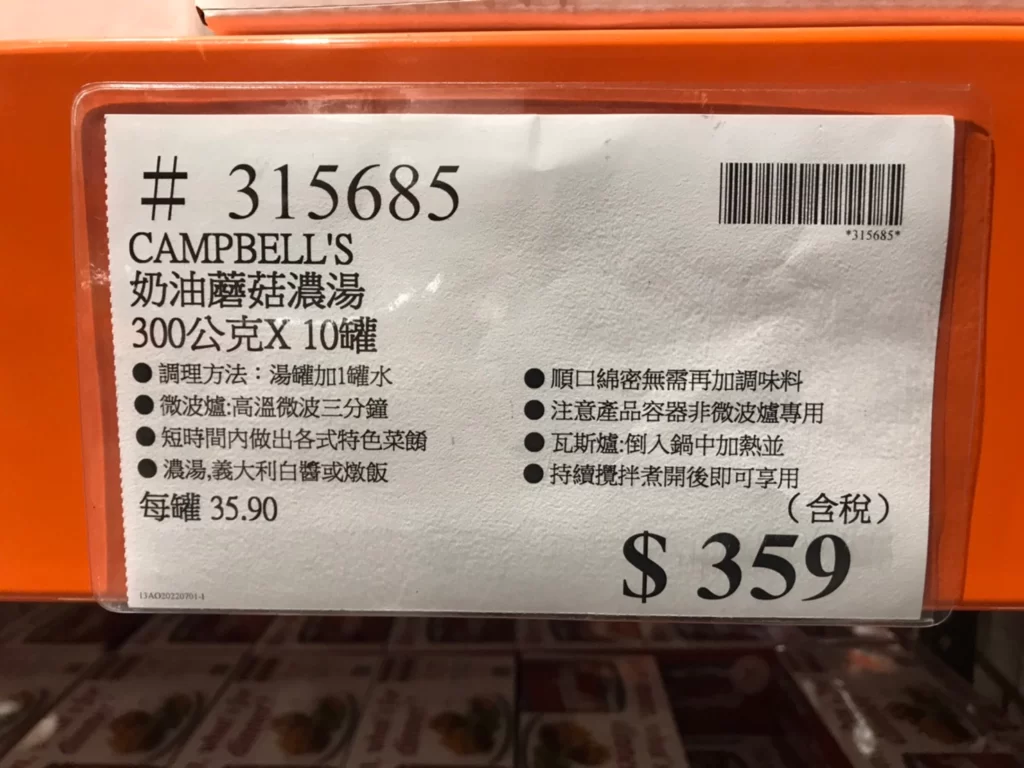 # 315685
*315685*
CAMPBELL'S
奶油蘑菇濃湯
300公克X 10罐
● 調理方法：湯罐加1罐水
● 微波爐:高溫微波三分鐘
● 短時間內做出各式特色菜餚
● 濃湯,義大利白醬或燉飯
● 順口綿密無需再加調味料
● 注意產品容器非微波爐專用
● 瓦斯爐:倒入鍋中加熱並
● 持續攪拌煮開後即可享用
每罐 35.90
（含稅）
$ 359
13AO20220701-1